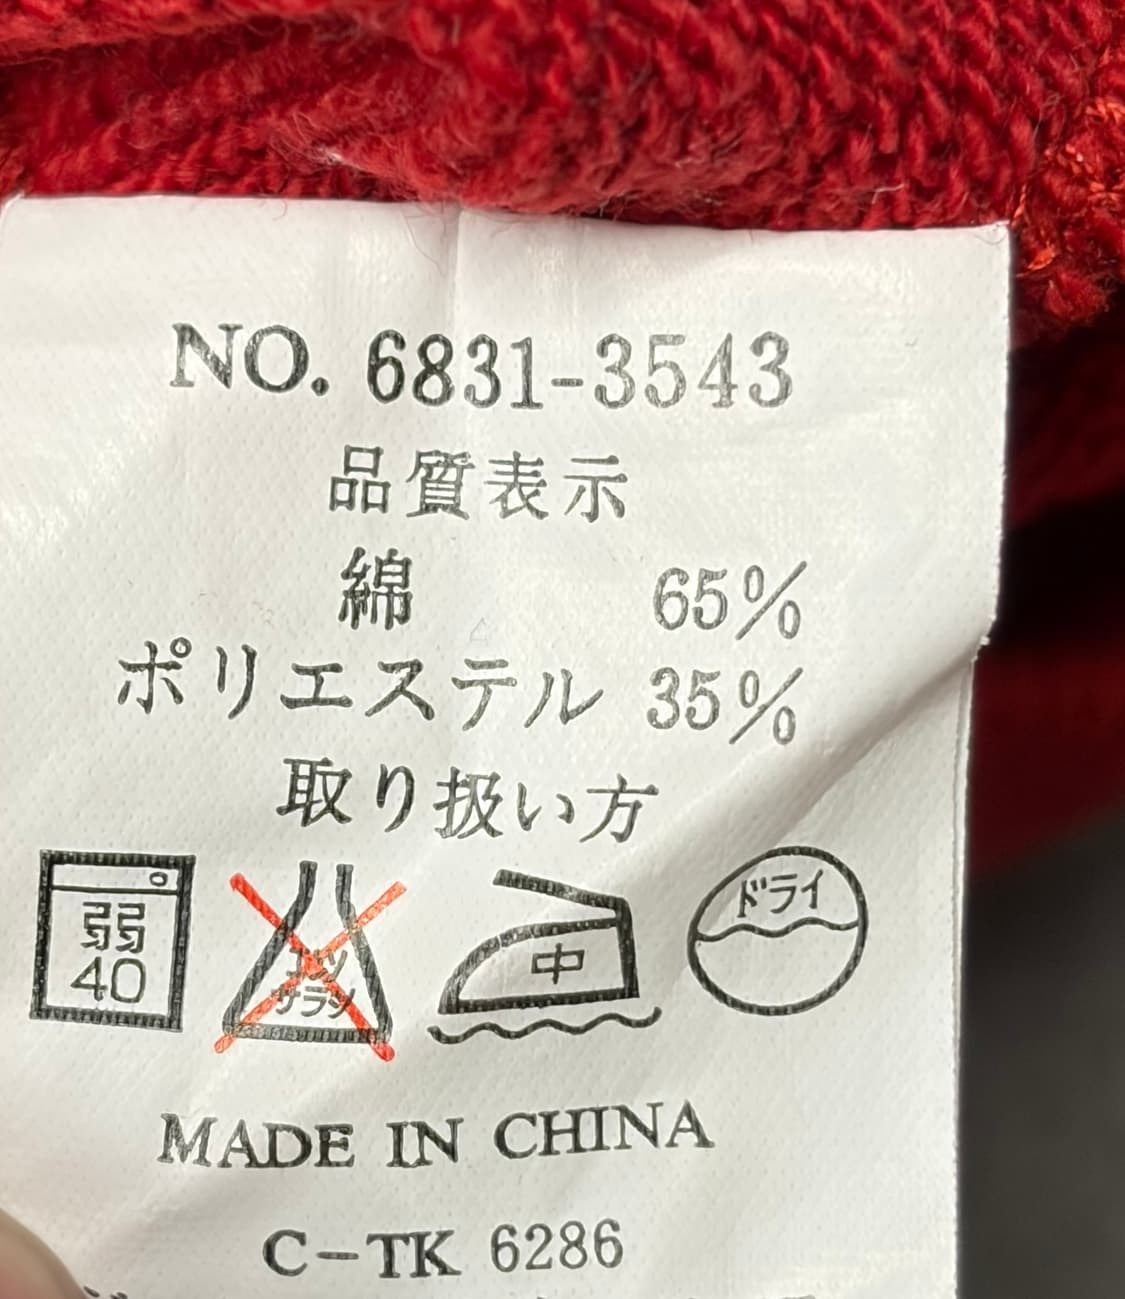 NO. 6831-3543
品質表示
綿 65%
ポリエステル 35%
取り扱い方
弱
40
エンソ
サラシ
中
ドライ
MADE IN CHINA
C-TK 6286